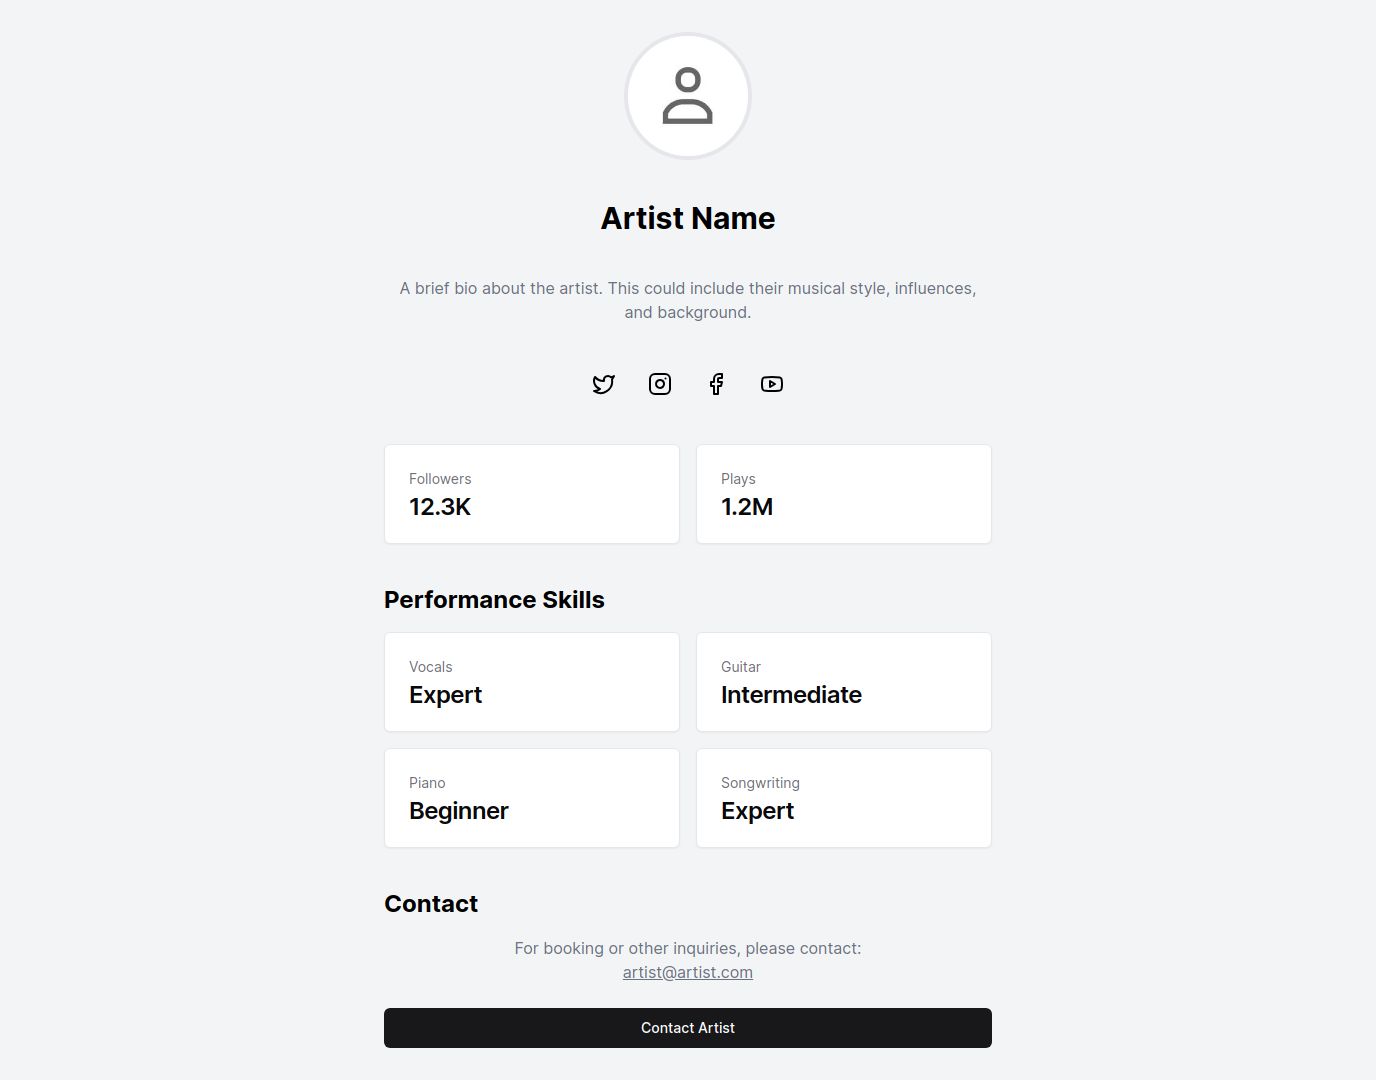 Artist Name
A brief bio about the artist. This could include their musical style, influences,
and background.
Followers
12.3K
Plays
1.2M
Performance Skills
Vocals
Expert
Guitar
Intermediate
Piano
Beginner
Songwriting
Expert
Contact
For booking or other inquiries, please contact:
artist@artist.com
Contact Artist